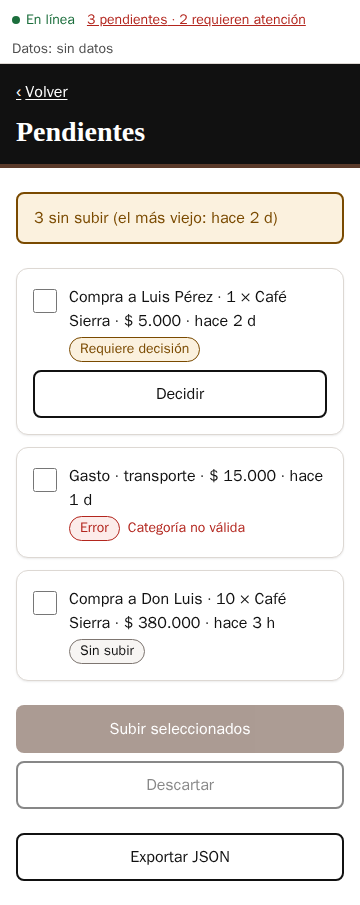 En línea 3 pendientes · 2 requieren atención
Datos: sin datos
‹ Volver
Pendientes
3 sin subir (el más viejo: hace 2 d)
Compra a Luis Pérez · 1 × Café
Sierra · $ 5.000 · hace 2 d
Requiere decisión
Decidir
Gasto · transporte · $ 15.000 · hace
1 d
Error Categoría no válida
Compra a Don Luis · 10 × Café
Sierra · $ 380.000 · hace 3 h
Sin subir
Subir seleccionados
Descartar
Exportar JSON